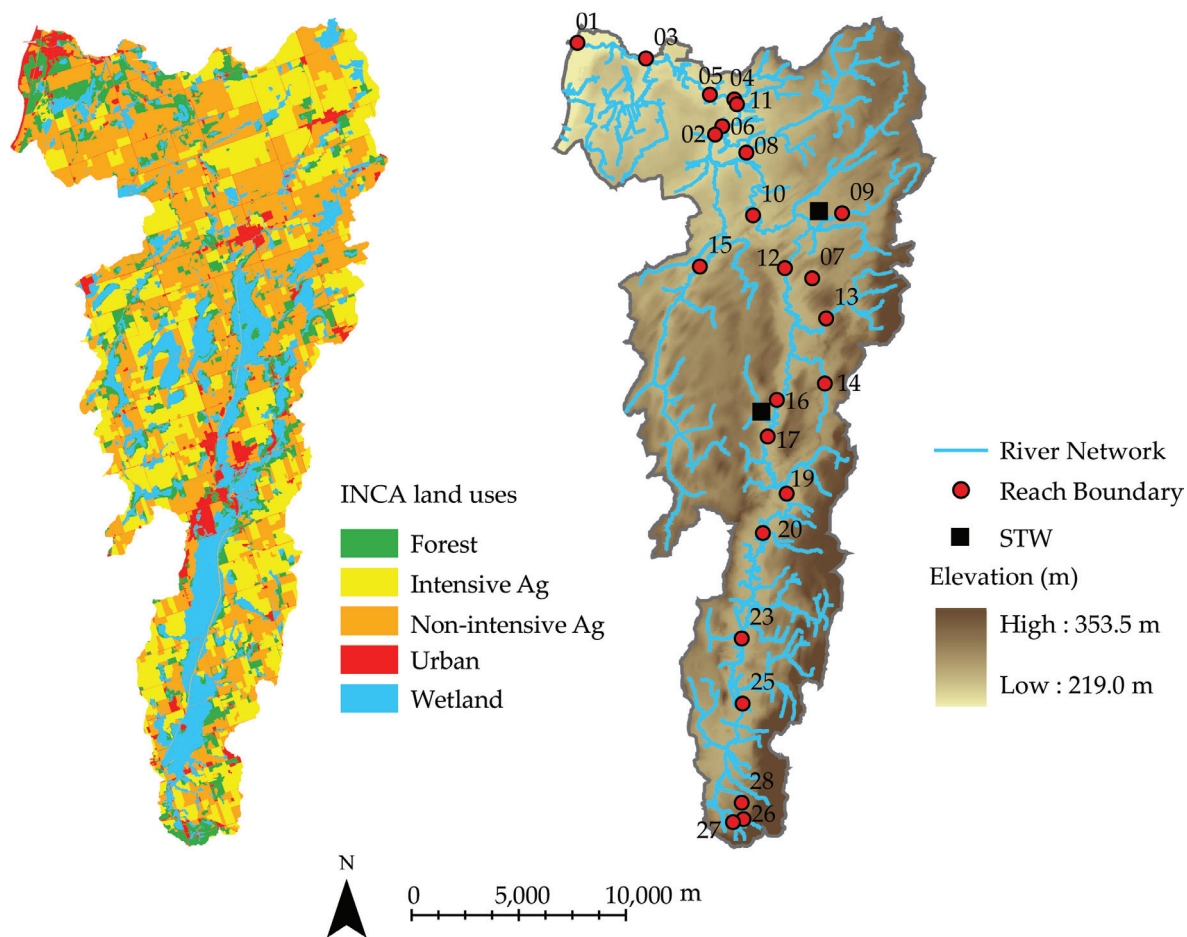 01
03
05
04
11
06
02
08
10
09
15
12
07
13
14
16
17
19
20
23
25
28
26
27
INCA land uses
Forest
Intensive Ag
Non-intensive Ag
Urban
Wetland
River Network
Reach Boundary
STW
Elevation (m)
High : 353.5 m
Low : 219.0 m
N
0 5,000 10,000 m